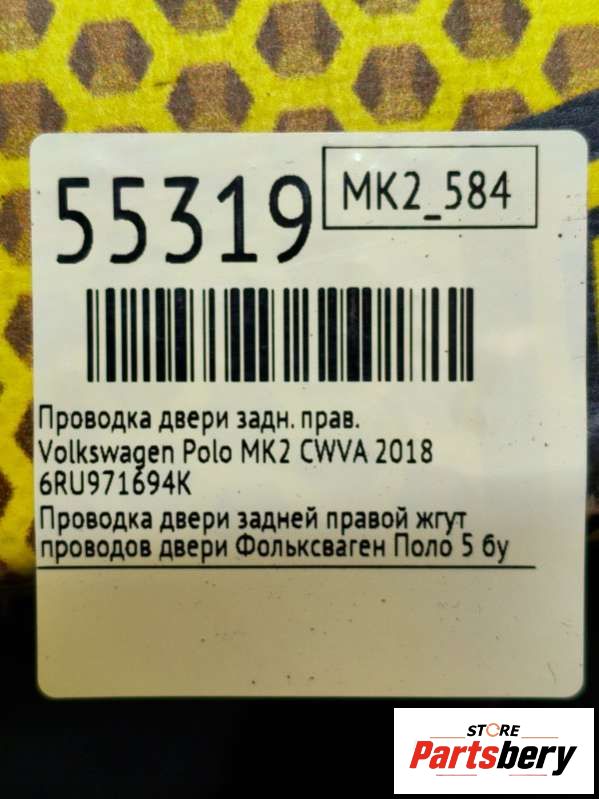 55319
MK2_584
Проводка двери задн. прав.
Volkswagen Polo MK2 CWVA 2018
6RU971694K
Проводка двери задней правой жгут
проводов двери Фольксваген Поло 5 бу
STORE
Partsbery